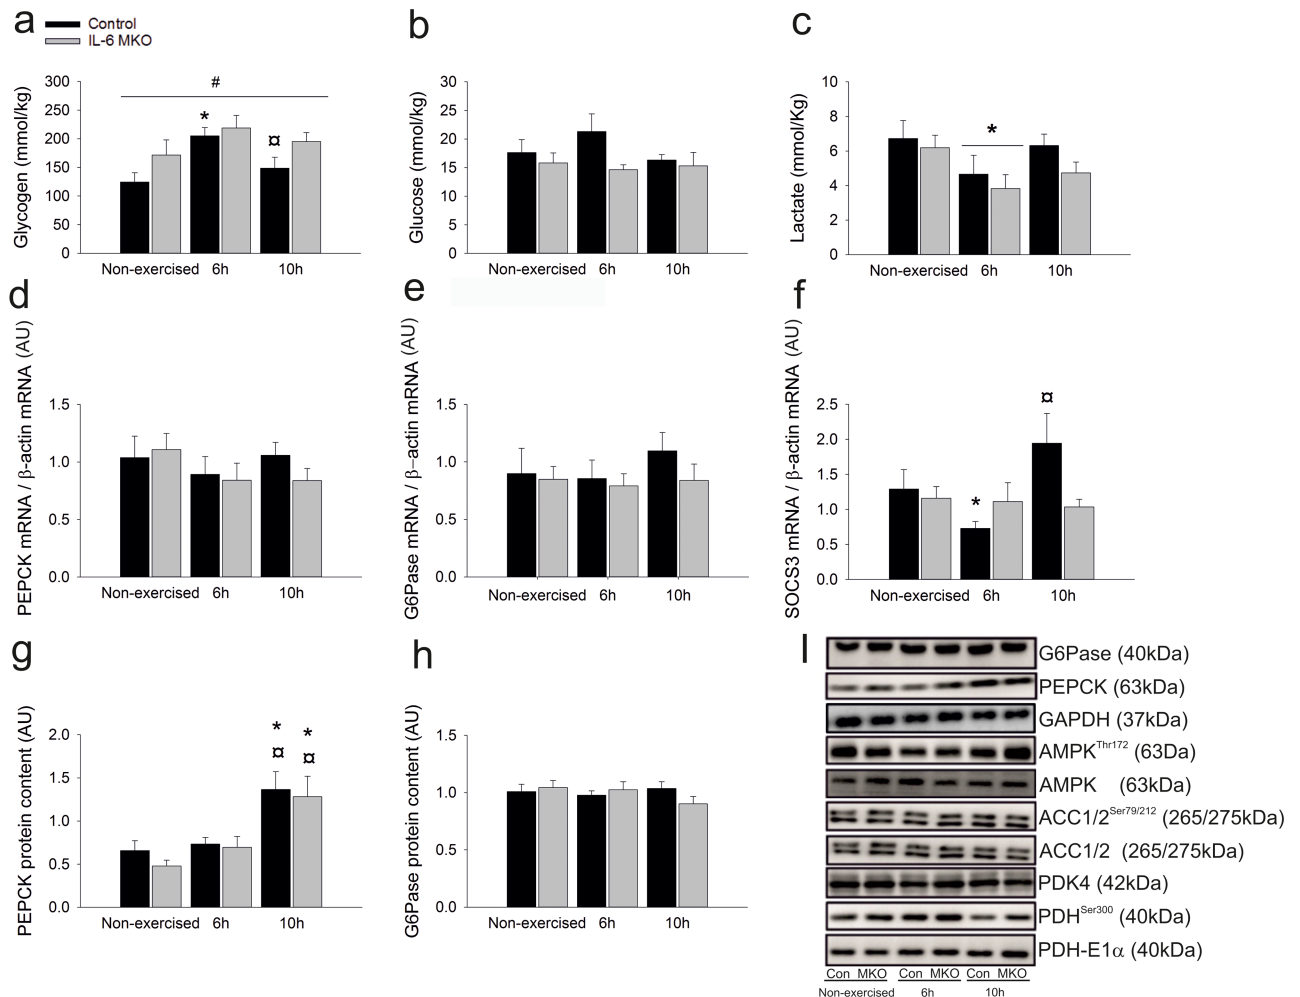 a
Control
IL-6 MKO
Glycogen (mmol/kg)
300
250
200
150
100
50
0
#
*
¤
Non-exercised 6h 10h
b
Glucose (mmol/kg)
30
25
20
15
10
5
0
Non-exercised 6h 10h
c
Lactate (mmol/Kg)
10
8
6
4
2
0
*
Non-exercised 6h 10h
d
PEPCK mRNA / β-actin mRNA (AU)
1.5
1.0
0.5
0.0
Non-exercised 6h 10h
e
G6Pase mRNA / β−actin mRNA (AU)
1.5
1.0
0.5
0.0
Non-exercised 6h 10h
f
SOCS3 mRNA / β-actin mRNA (AU)
2.5
2.0
1.5
1.0
0.5
0.0
*
¤
Non-exercised 6h 10h
g
PEPCK protein content (AU)
2.0
1.5
1.0
0.5
0.0
* *
¤ ¤
Non-exercised 6h 10h
h
G6Pase protein content (AU)
1.5
1.0
0.5
0.0
Non-exercised 6h 10h
I
G6Pase (40kDa)
PEPCK (63kDa)
GAPDH (37kDa)
AMPKThr172 (63Da)
AMPK (63kDa)
ACC1/2Ser79/212 (265/275kDa)
ACC1/2 (265/275kDa)
PDK4 (42kDa)
PDHSer300 (40kDa)
PDH-E1α (40kDa)
Con MKO Con MKO Con MKO
Non-exercised 6h 10h